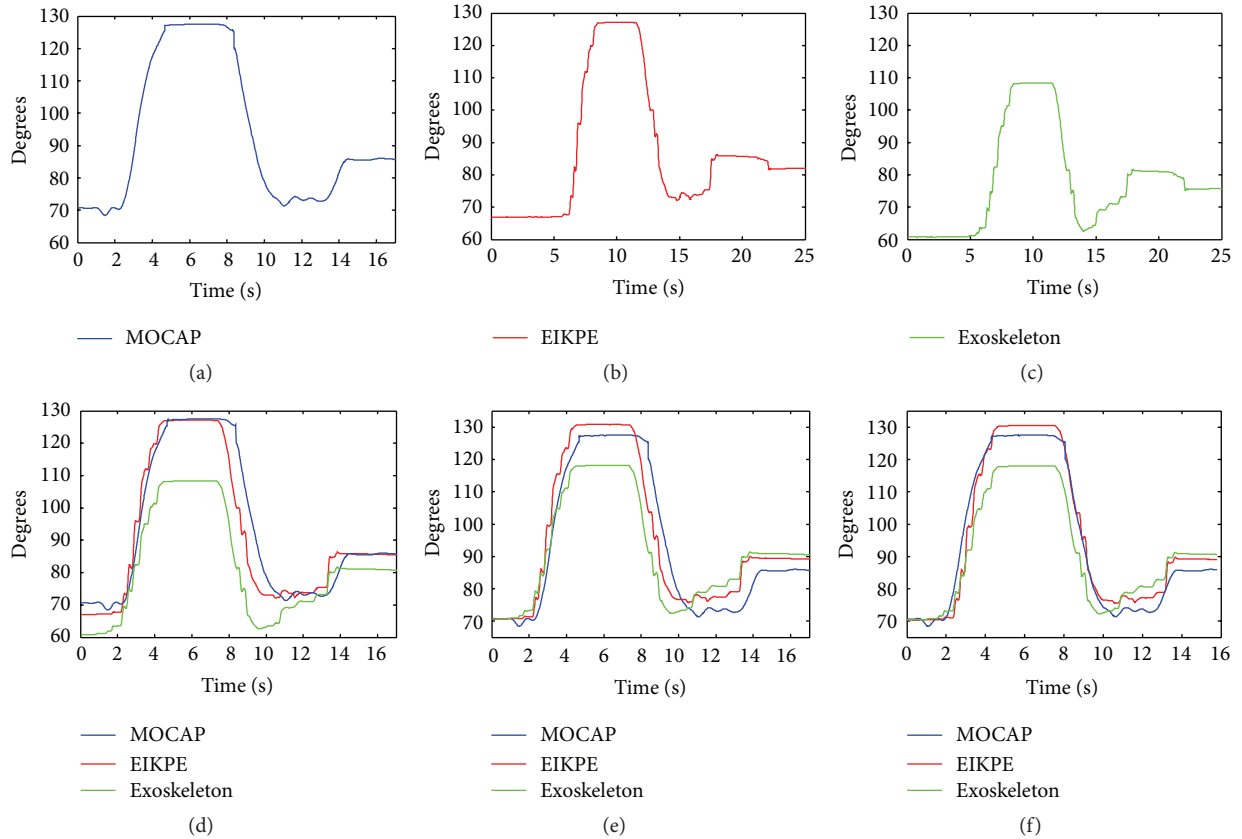 130
120
110
100
90
80
70
60
Degrees
0 2 4 6 8 10 12 14 16
Time (s)
MOCAP
(a)
130
120
110
100
90
80
70
60
Degrees
0 5 10 15 20 25
Time (s)
EIKPE
(b)
130
120
110
100
90
80
70
60
Degrees
0 5 10 15 20 25
Time (s)
Exoskeleton
(c)
130
120
110
100
90
80
70
60
Degrees
0 2 4 6 8 10 12 14 16
Time (s)
MOCAP
EIKPE
Exoskeleton
(d)
130
120
110
100
90
80
70
Degrees
0 2 4 6 8 10 12 14 16
Time (s)
MOCAP
EIKPE
Exoskeleton
(e)
130
120
110
100
90
80
70
Degrees
0 2 4 6 8 10 12 14 16
Time (s)
MOCAP
EIKPE
Exoskeleton
(f)